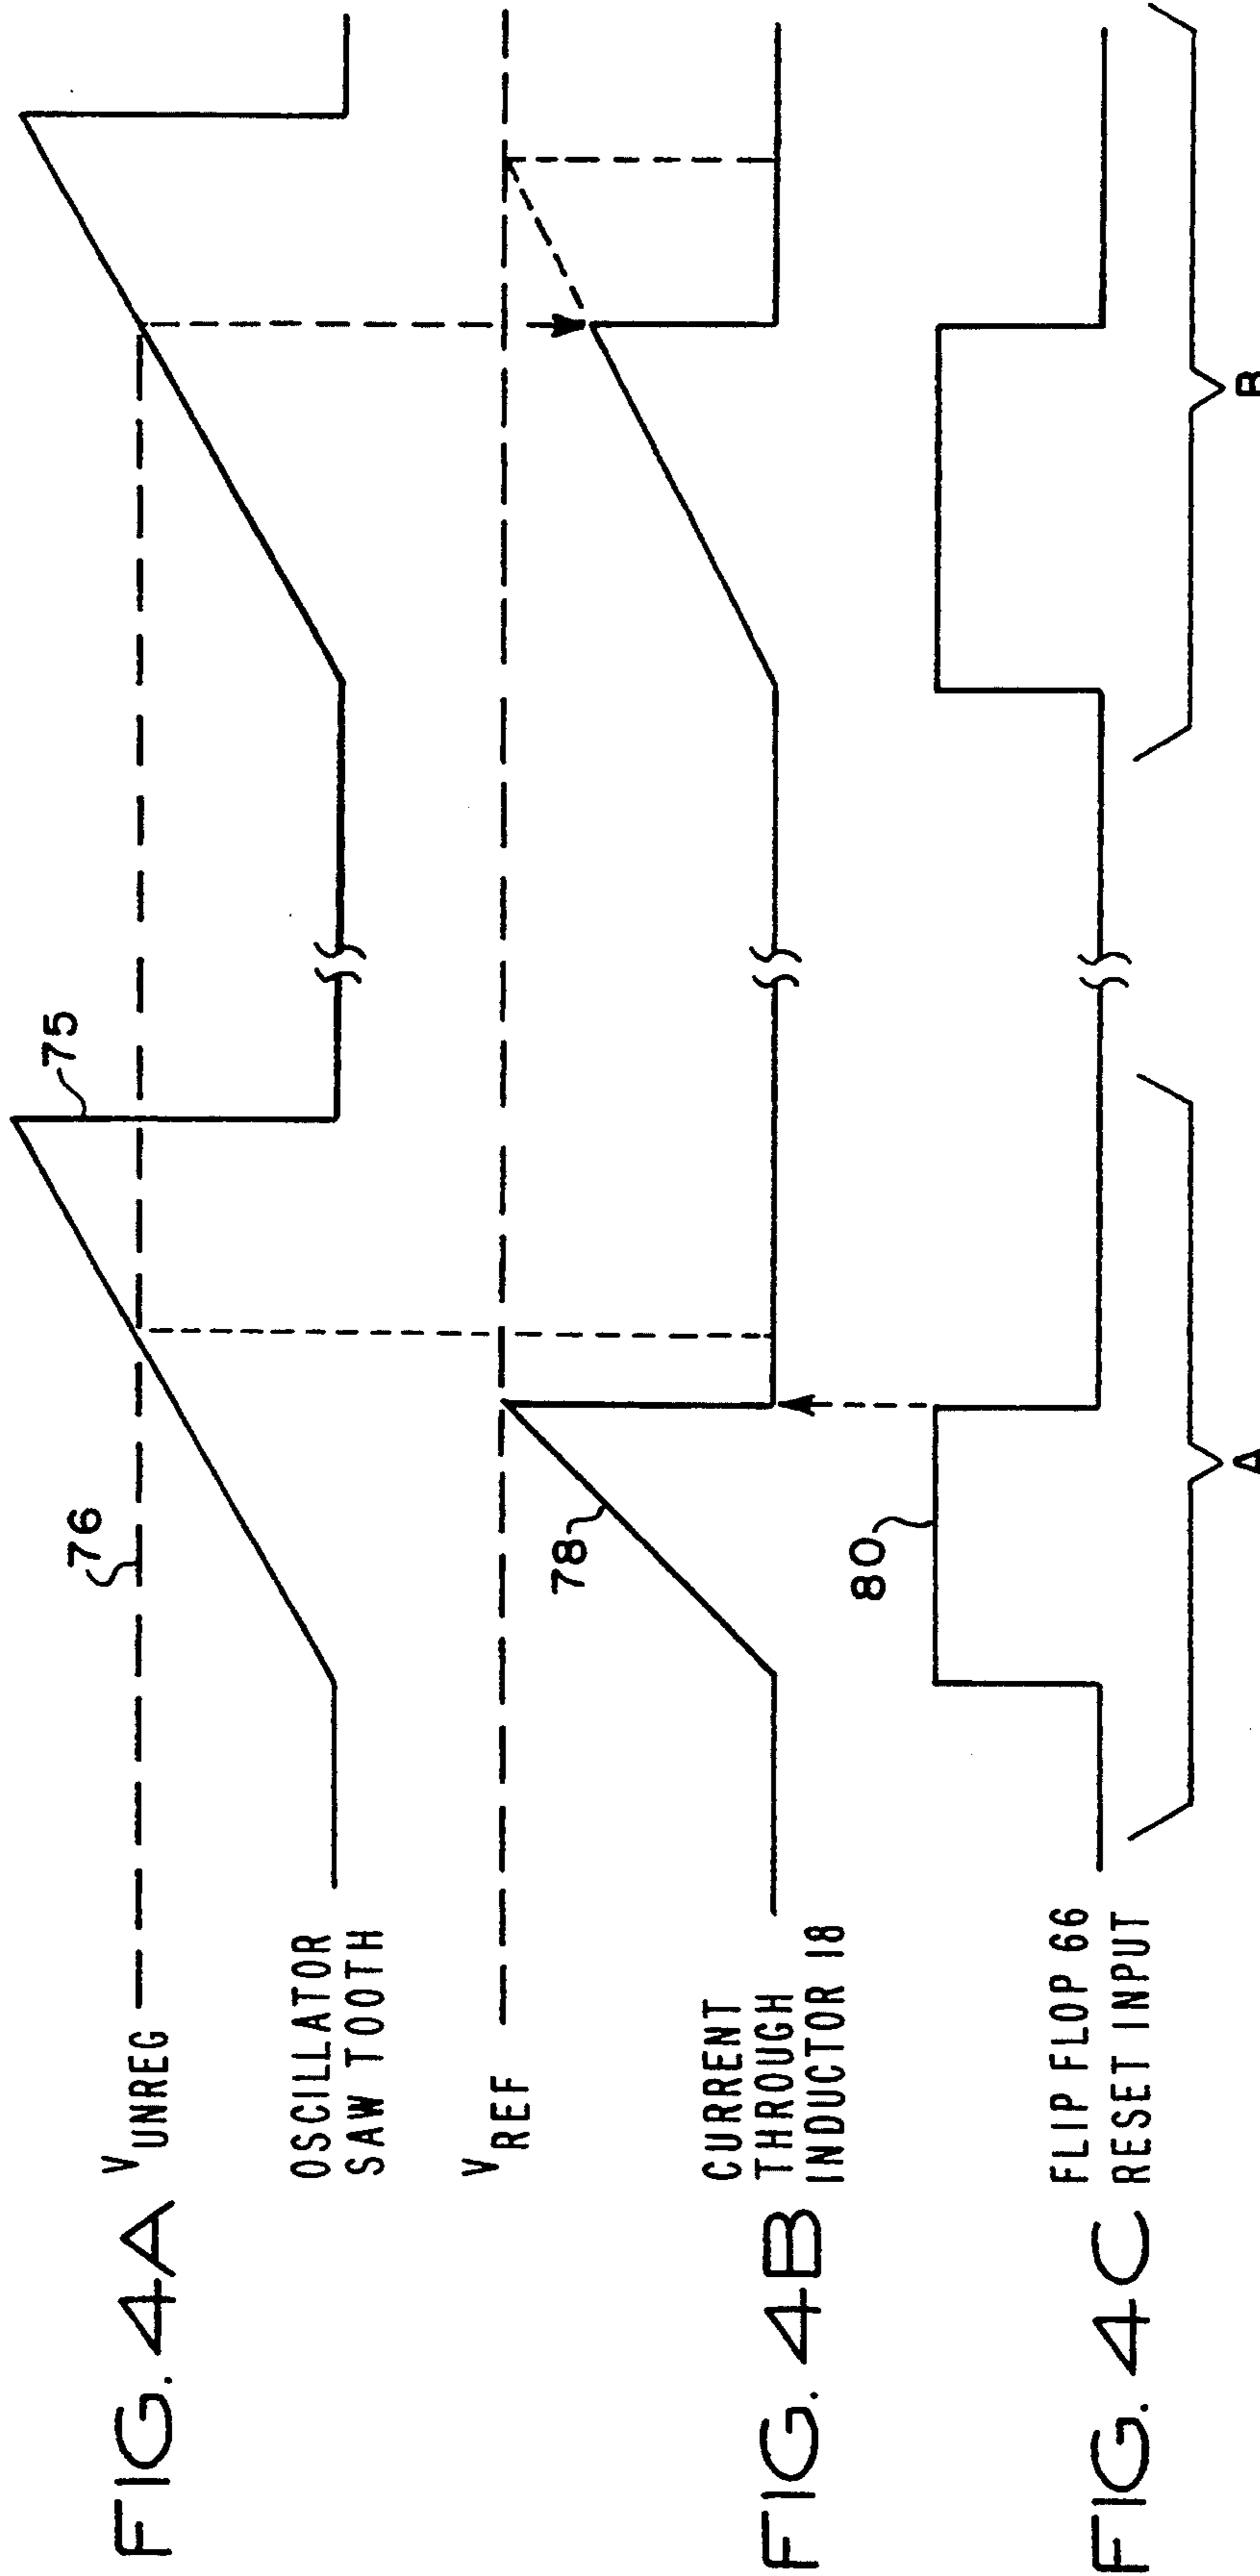 FIG. 4A
V UNREG
76
75
OSCILLATOR
SAW TOOTH
V REF
FIG. 4B
CURRENT
THROUGH
INDUCTOR 18
78
FIG. 4C
FLIP FLOP 66
RESET INPUT
80
A
B